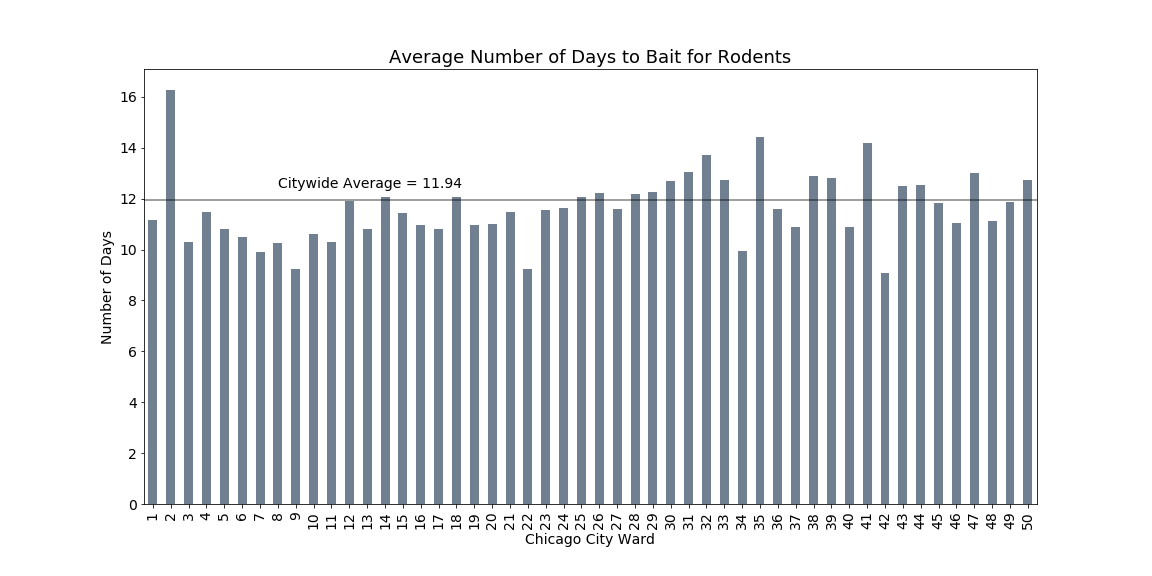 Average Number of Days to Bait for Rodents
16
14
12
10
8
6
4
2
0
Number of Days
Citywide Average = 11.94
1 2 3 4 5 6 7 8 9 10 11 12 13 14 15 16 17 18 19 20 21 22 23 24 25 26 27 28 29 30 31 32 33 34 35 36 37 38 39 40 41 42 43 44 45 46 47 48 49 50
Chicago City Ward